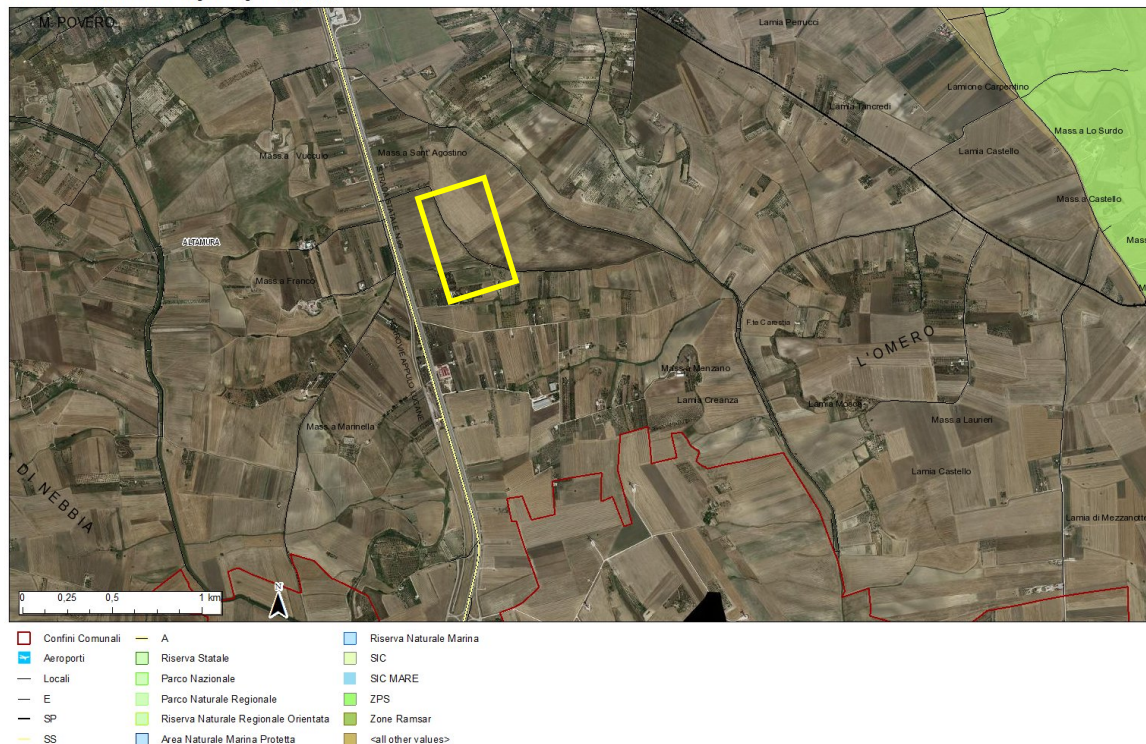 M. POVERO
Lamia Perrucci
Lamione Carpentino
Lamia Tancredi
Mass.a Lo Surdo
Mass.a Vucculo
Mass.a Sant' Agostino
Lamia Castello
Mass.a Castello
ALTAMURA
Mass
Mass.a Franco
F.te Carestia
L'OMERO
Mass.a Menzano
Lamia Creanza
Lamia Mosca
Mass.a Laurieri
Mass.a Marinella
Lamia Castello
DI NEBBIA
Lamia di Mezzanotte
N
0 0,25 0,5 1 km
Confini Comunali
Aeroporti
Locali
E
SP
SS
A
Riserva Statale
Parco Nazionale
Parco Naturale Regionale
Riserva Naturale Regionale Orientata
Area Naturale Marina Protetta
Riserva Naturale Marina
SIC
SIC MARE
ZPS
Zone Ramsar
<all other values>